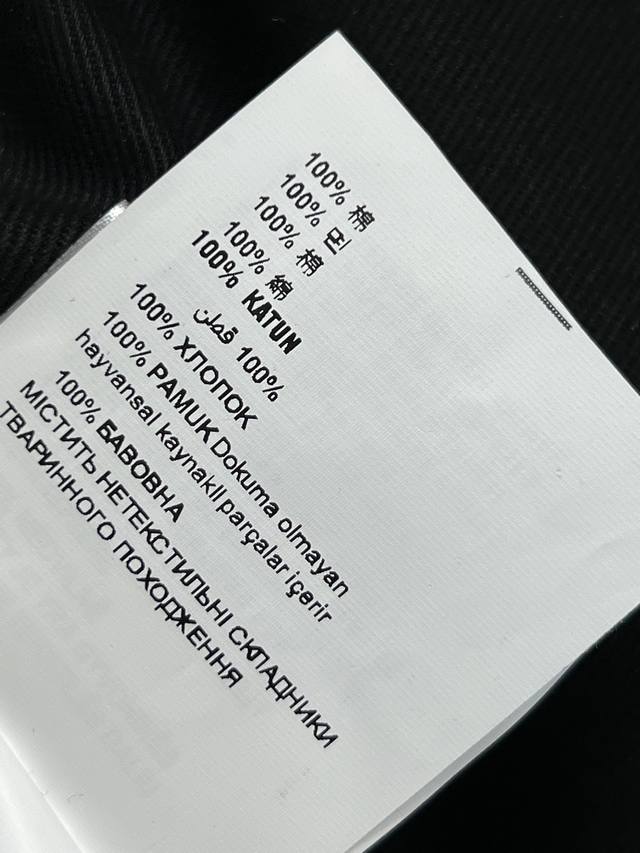 100% 棉
100% 면
100% 棉
100% 綿
100% KATUN
100% قطن
100% ХЛОПОК
100% PAMUK Dokuma olmayan
hayvansal kaynaklı parçalar içerir
100% БАВОВНА
МІСТИТЬ НЕТЕКСТИЛЬНІ СКЛАДНИКИ
ТВАРИННОГО ПОХОДЖЕННЯ